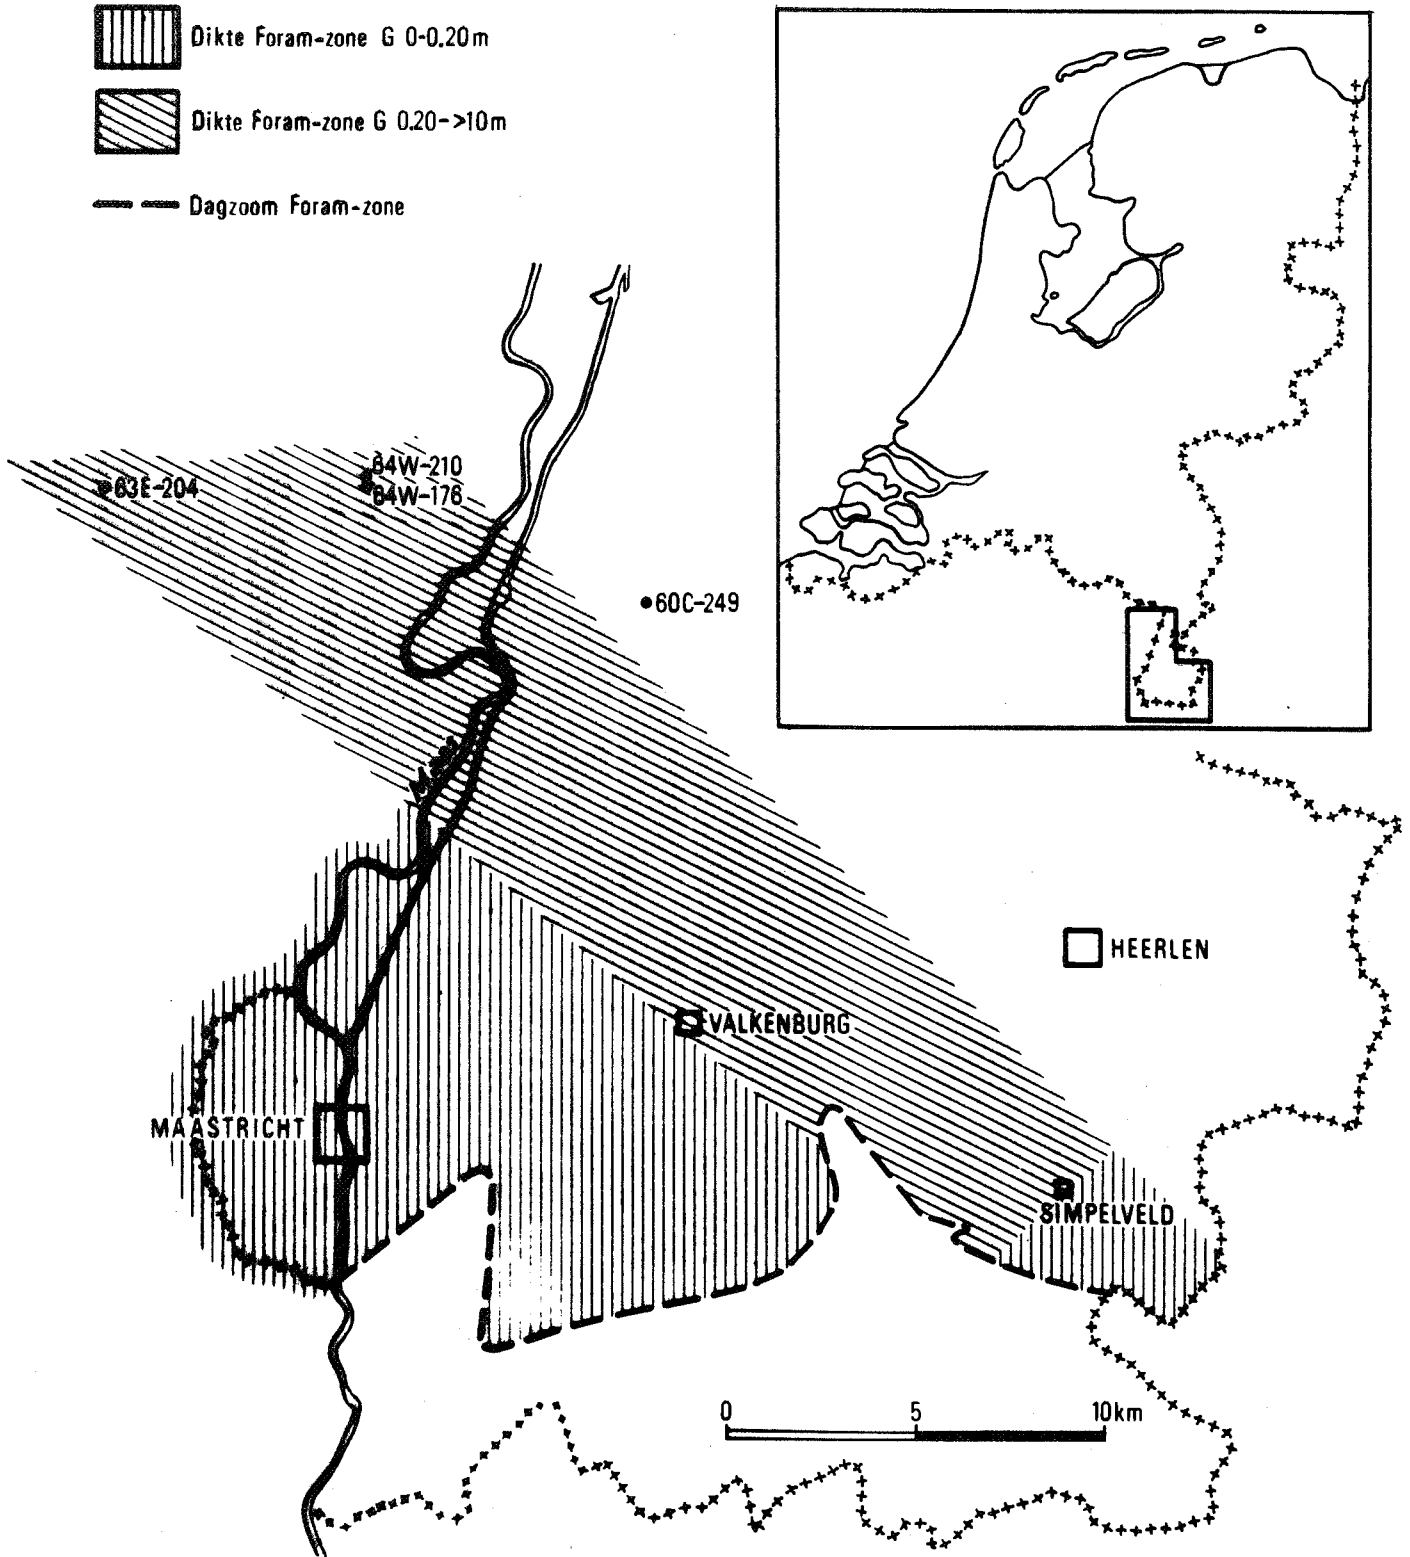 Dikte Foram-zone G 0-0.20m
Dikte Foram-zone G 0.20->10m
Dagzoom Foram-zone
64W-210
63E-204
64W-176
60C-249
HEERLEN
VALKENBURG
MAASTRICHT
SIMPELVELD
0 5 10km